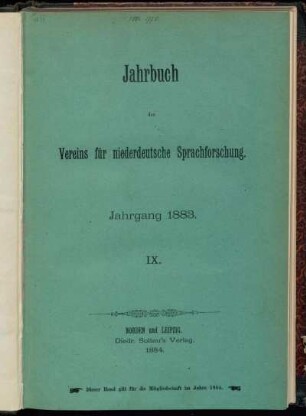 Jahrbuch
des
Vereins für niederdeutsche Sprachforschung.
Jahrgang 1883.
IX.
NORDEN und LEIPZIG.
Diedr. Soltau's Verlag.
1884.
Dieser Band gilt für die Mitgliedschaft im Jahre 1884.